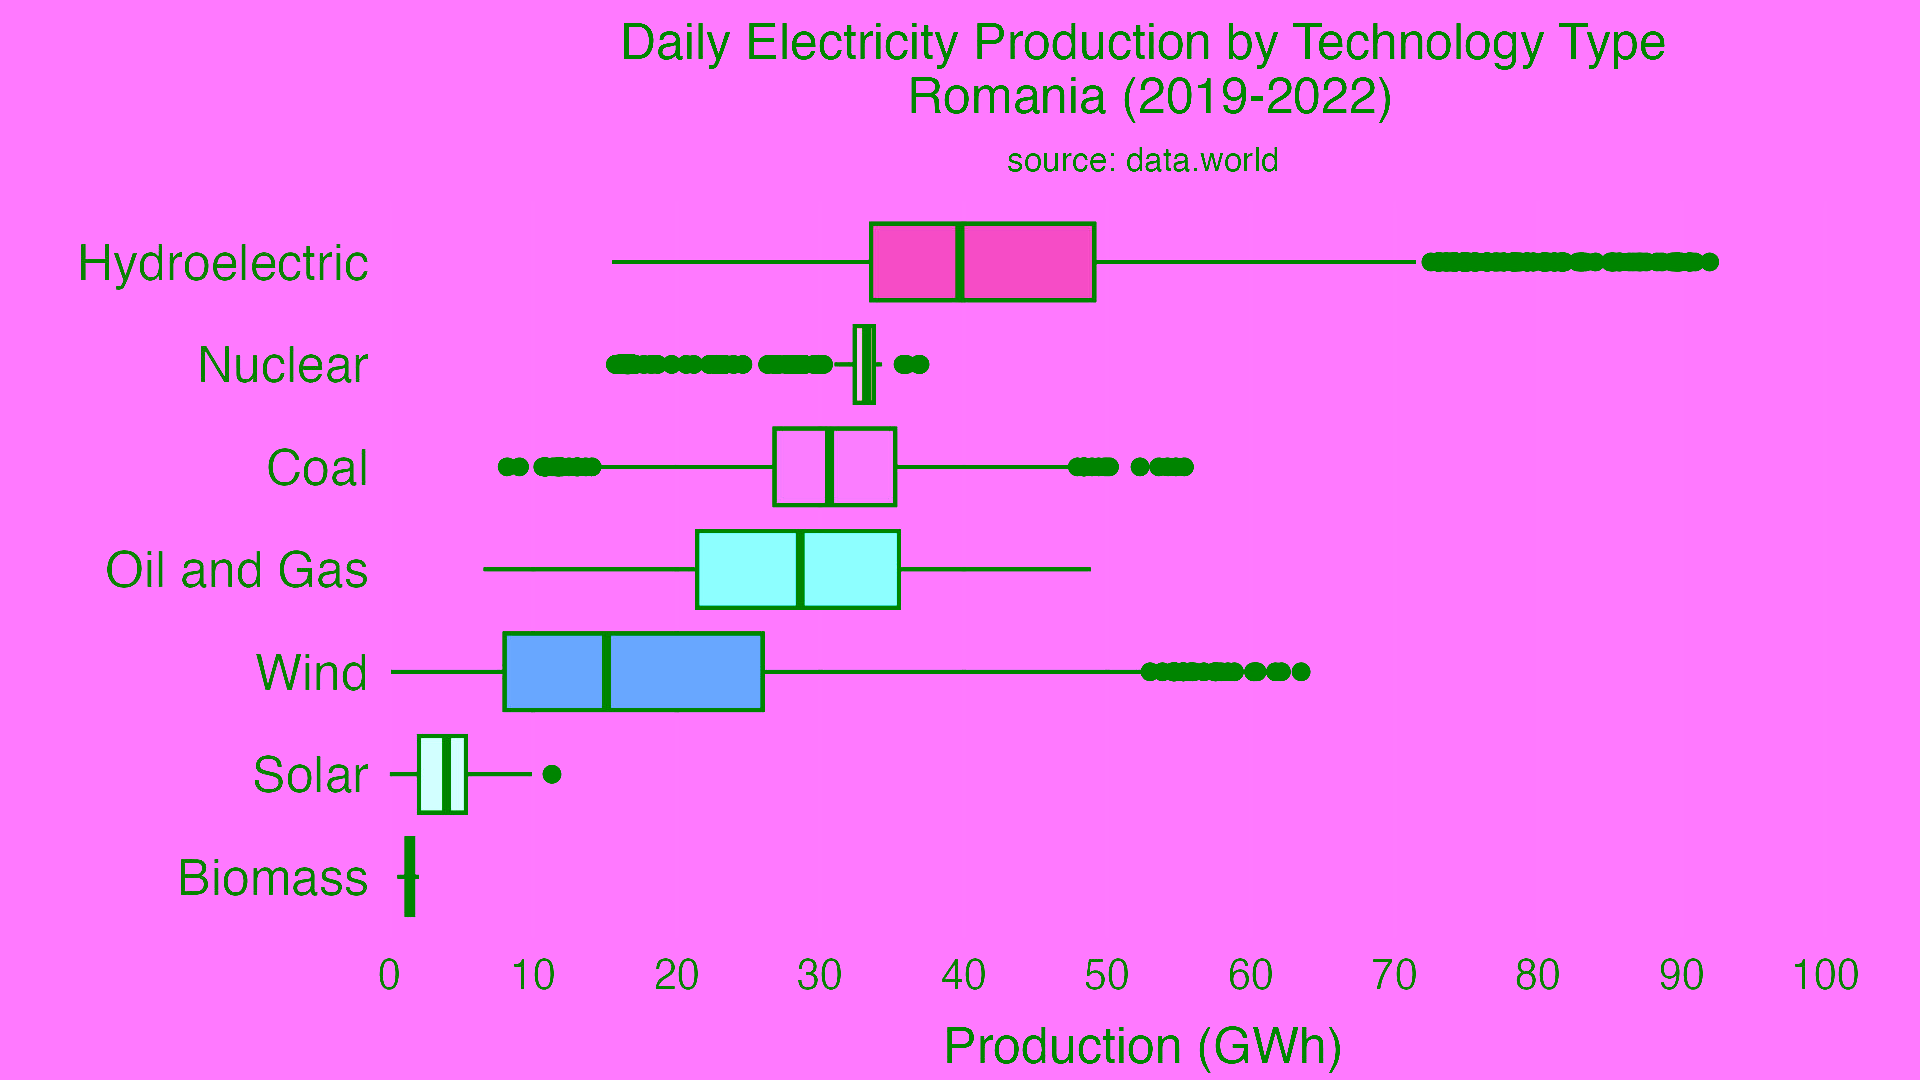 Daily Electricity Production by Technology Type
Romania (2019-2022)
source: data.world
Hydroelectric
Nuclear
Coal
Oil and Gas
Wind
Solar
Biomass
0 10 20 30 40 50 60 70 80 90 100
Production (GWh)